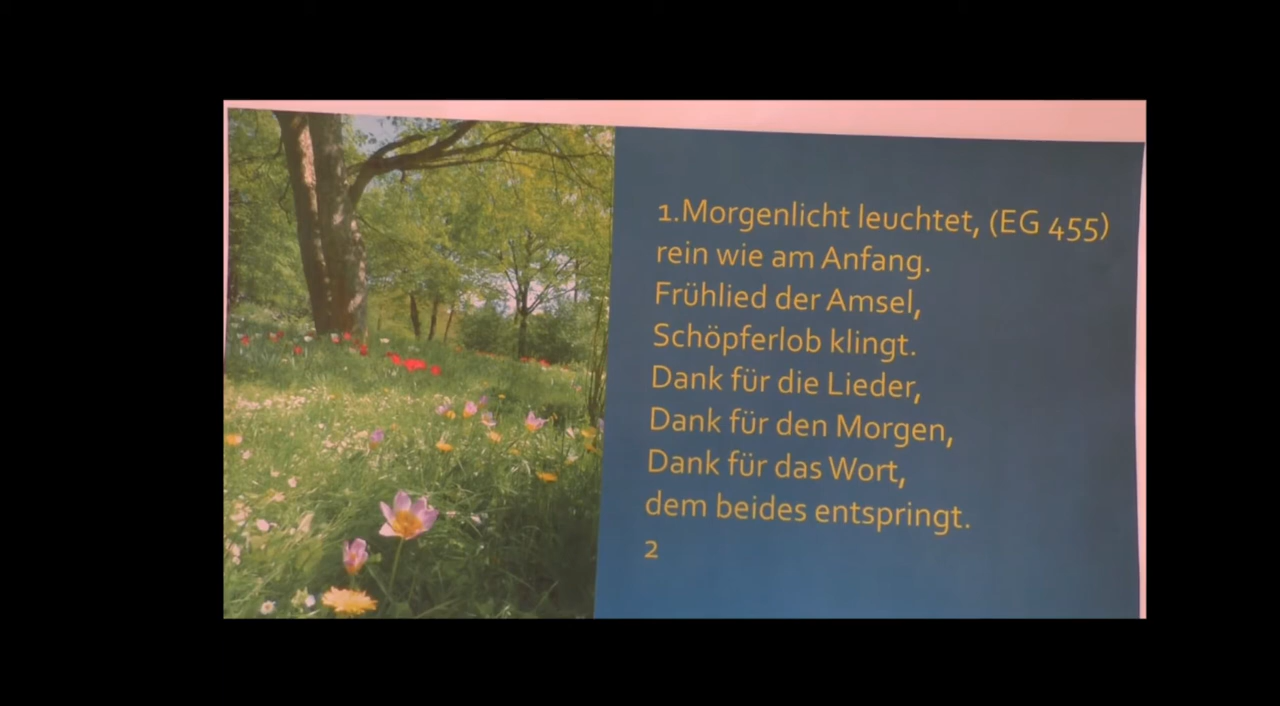 1.Morgenlicht leuchtet, (EG 455)
rein wie am Anfang.
Frühlied der Amsel,
Schöpferlob klingt.
Dank für die Lieder,
Dank für den Morgen,
Dank für das Wort,
dem beides entspringt.
2